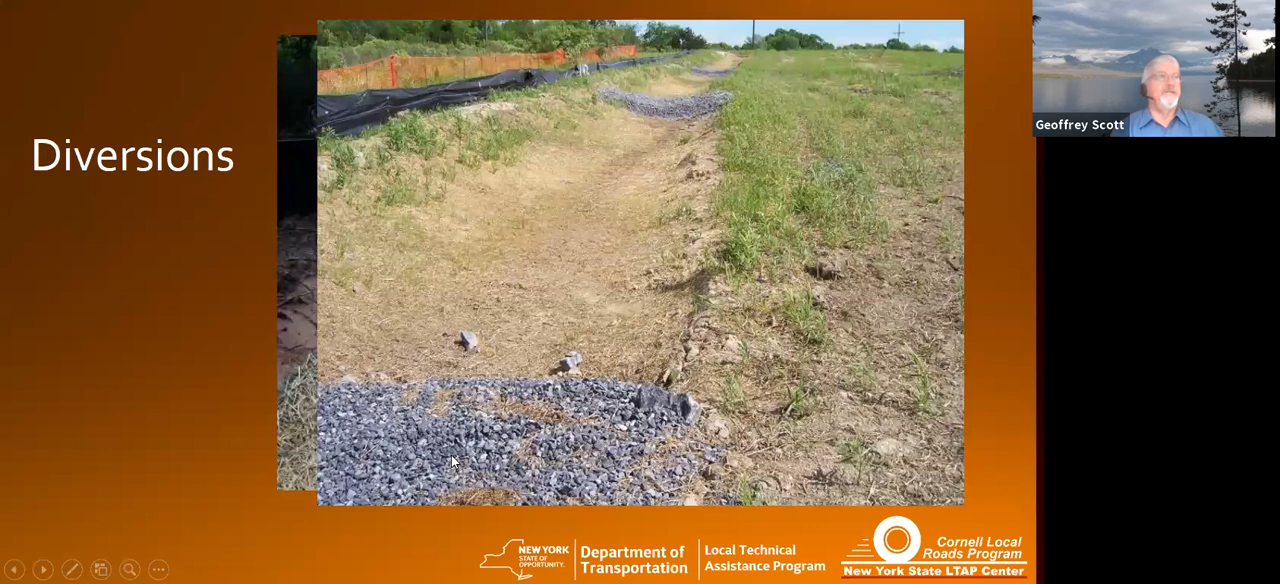 Diversions
Geoffrey Scott
NEW YORK
STATE OF
OPPORTUNITY.
Department of
Transportation
Local Technical
Assistance Program
Cornell Local
Roads Program
New York State LTAP Center